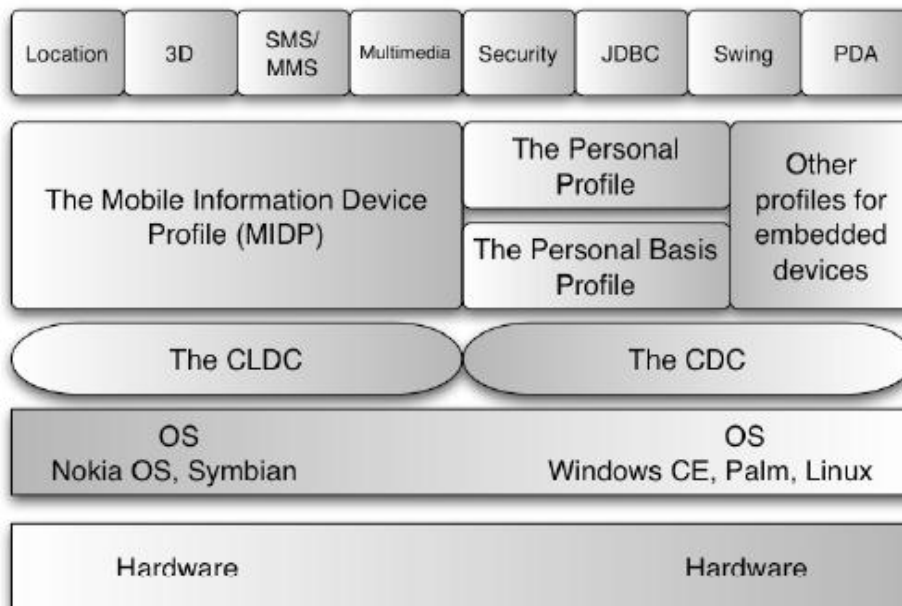 Location
3D
SMS/
MMS
Multimedia
Security
JDBC
Swing
PDA
The Mobile Information Device
Profile (MIDP)
The Personal
Profile
The Personal Basis
Profile
Other
profiles for
embedded
devices
The CLDC
The CDC
OS
Nokia OS, Symbian
OS
Windows CE, Palm, Linux
Hardware
Hardware